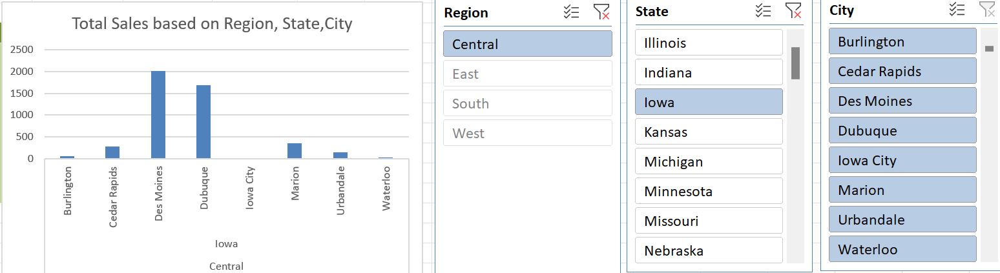 Total Sales based on Region, State,City
2500
2000
1500
1000
500
0
Burlington
Cedar Rapids
Des Moines
Dubuque
Iowa City
Marion
Urbandale
Waterloo
Iowa
Central
Region
Central
East
South
West
State
Illinois
Indiana
Iowa
Kansas
Michigan
Minnesota
Missouri
Nebraska
City
Burlington
Cedar Rapids
Des Moines
Dubuque
Iowa City
Marion
Urbandale
Waterloo